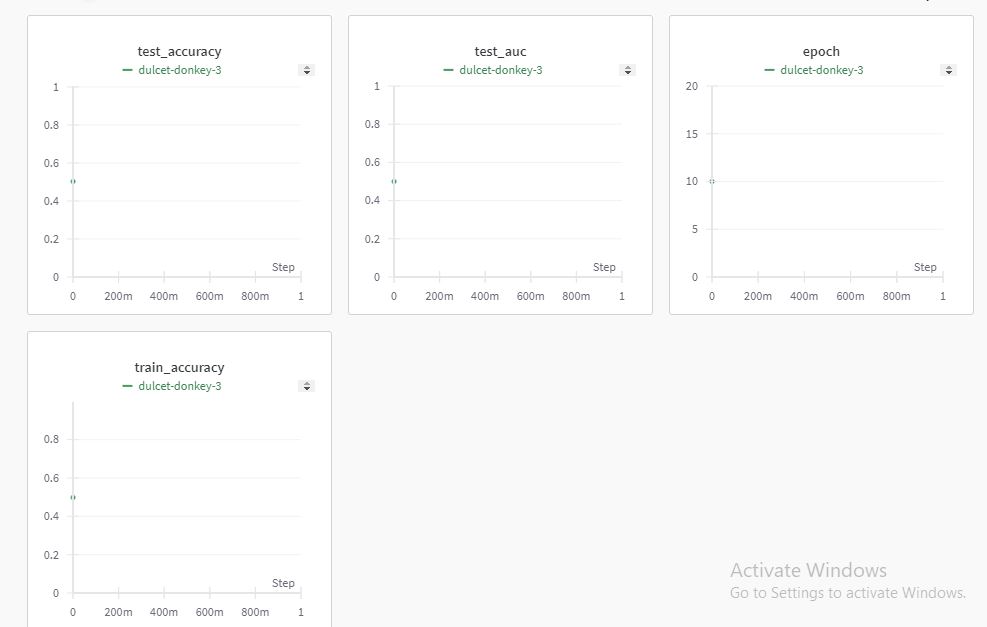 test_accuracy
dulcet-donkey-3
1
0.8
0.6
0.4
0.2
0
Step
0 200m 400m 600m 800m 1
test_auc
dulcet-donkey-3
1
0.8
0.6
0.4
0.2
0
Step
0 200m 400m 600m 800m 1
epoch
dulcet-donkey-3
20
15
10
5
0
Step
0 200m 400m 600m 800m 1
train_accuracy
dulcet-donkey-3
0.8
0.6
0.4
0.2
0
Step
0 200m 400m 600m 800m 1
Activate Windows
Go to Settings to activate Windows.